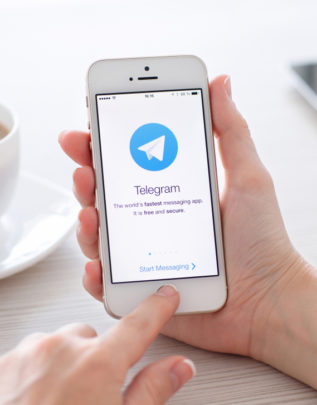 Telegram
The world's fastest messaging app.
It is free and secure.
Start Messaging